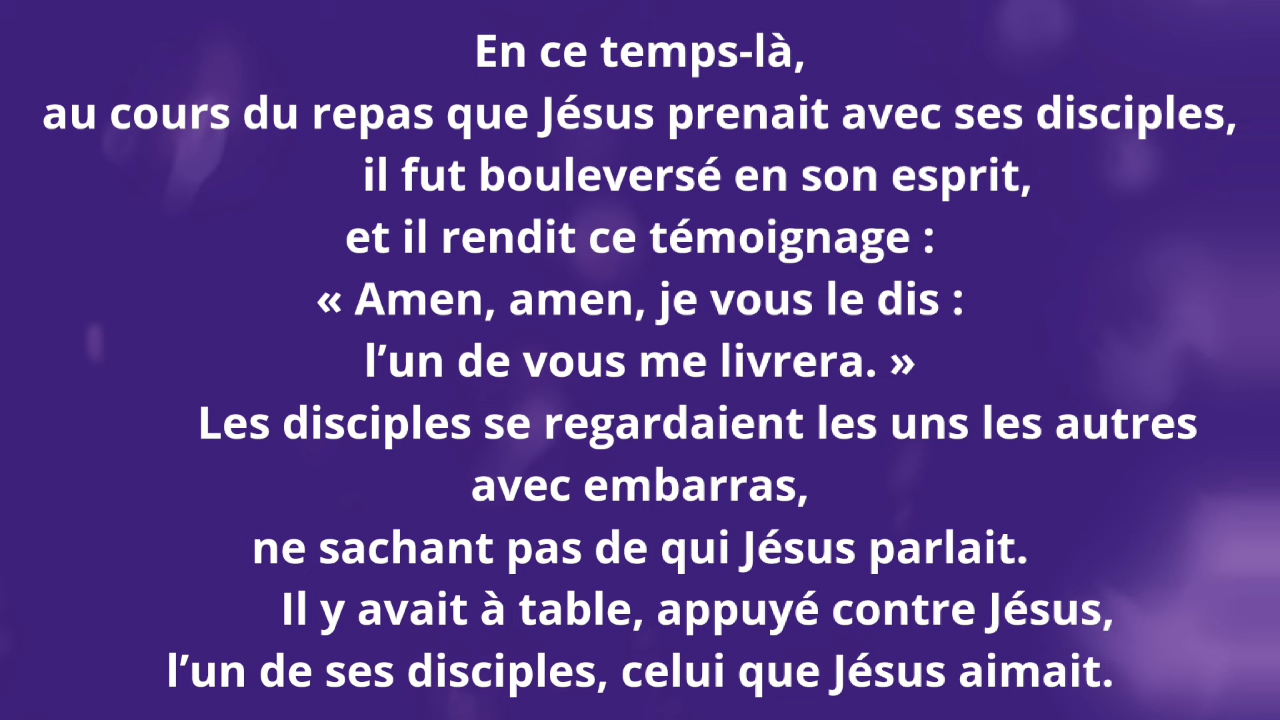 En ce temps-là,
au cours du repas que Jésus prenait avec ses disciples,
il fut bouleversé en son esprit,
et il rendit ce témoignage :
« Amen, amen, je vous le dis :
l’un de vous me livrera. »
Les disciples se regardaient les uns les autres
avec embarras,
ne sachant pas de qui Jésus parlait.
Il y avait à table, appuyé contre Jésus,
l’un de ses disciples, celui que Jésus aimait.